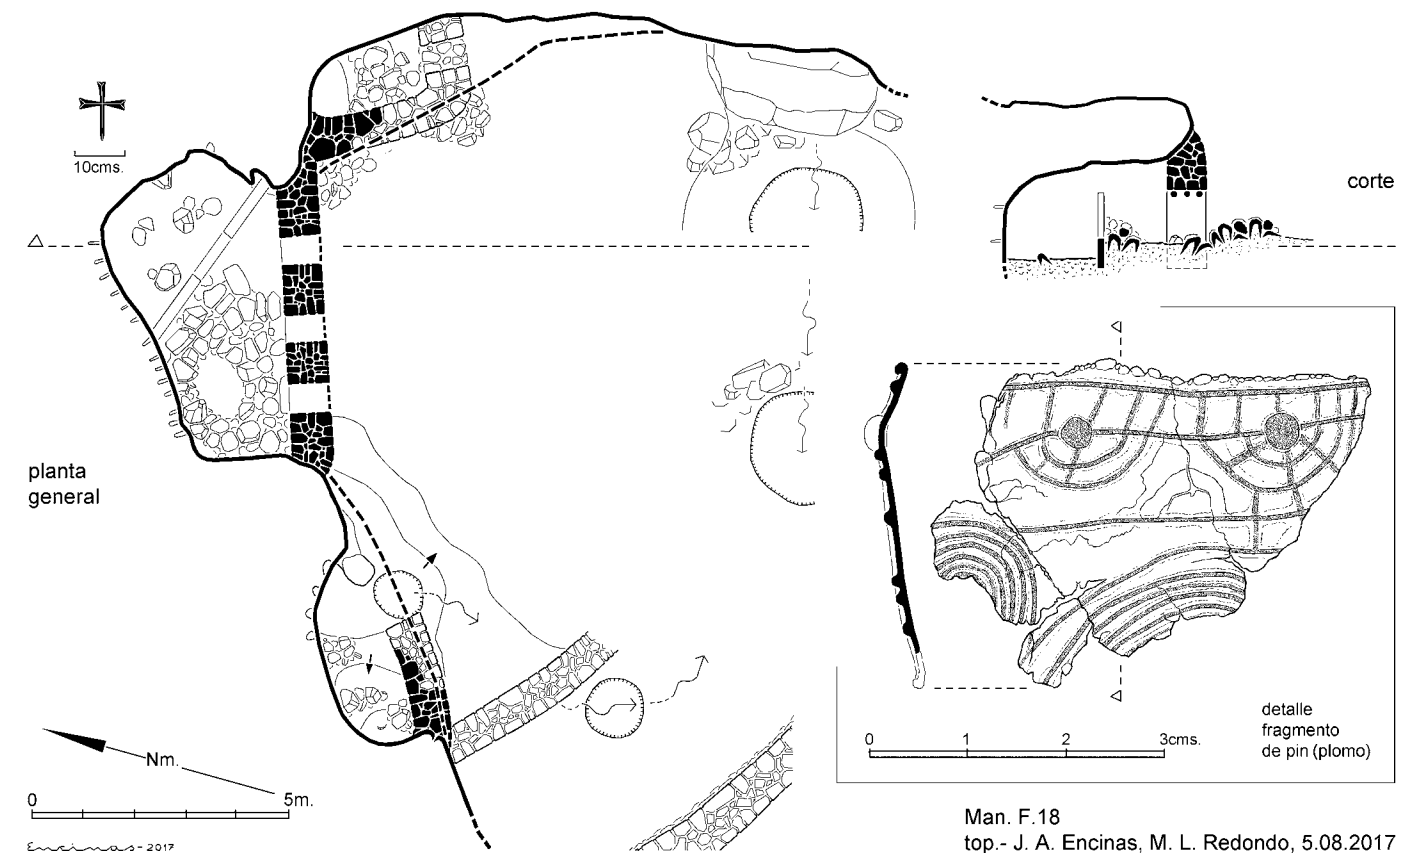 10cms.
corte
planta
general
Nm.
0 5m.
Encinas - 2017
0 1 2 3cms.
detalle
fragmento
de pin (plomo)
Man. F.18
top.- J. A. Encinas, M. L. Redondo, 5.08.2017